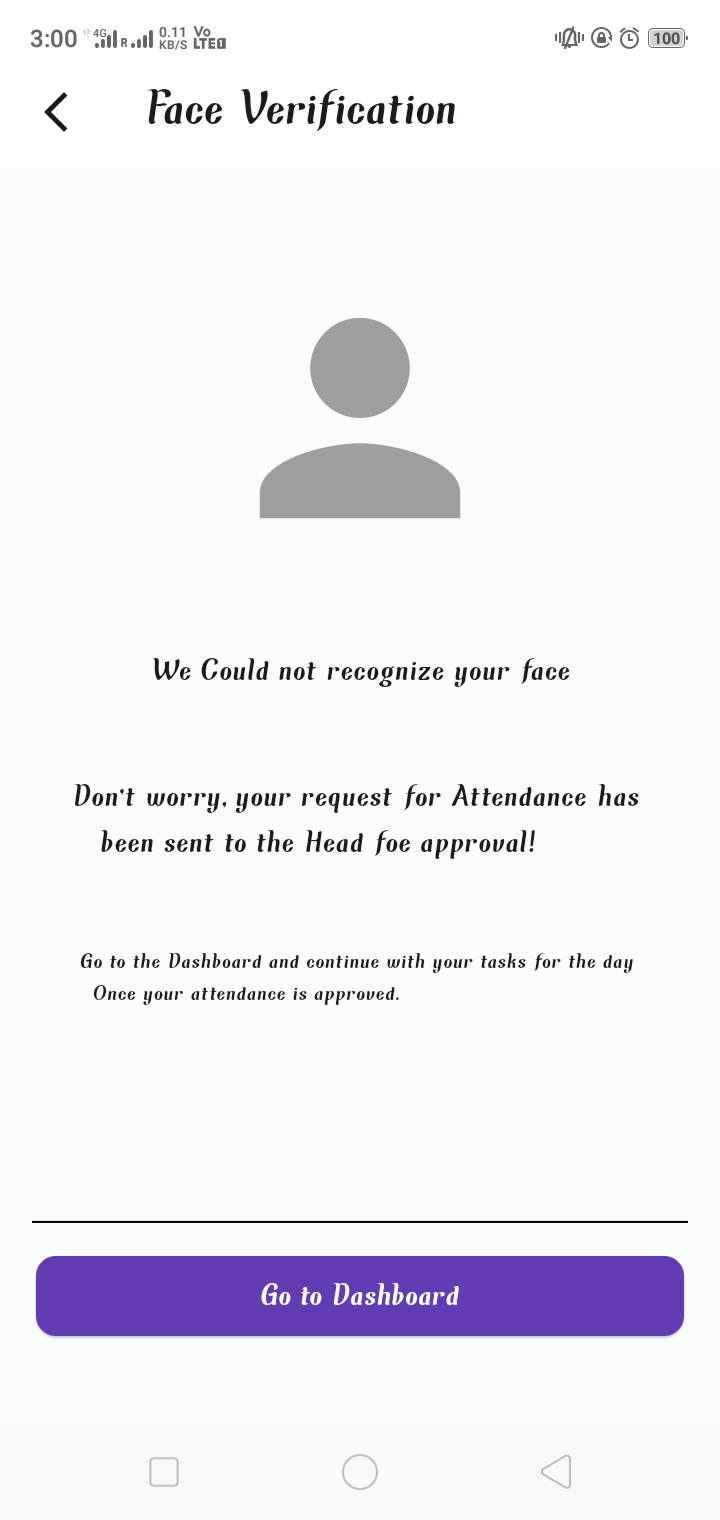 3:00 4G R 0.11 KB/S Vo LTE 100
Face Verification
We Could not recognize your face
Don't worry, your request for Attendance has
been sent to the Head foe approval!
Go to the Dashboard and continue with your tasks for the day
Once your attendance is approved.
Go to Dashboard